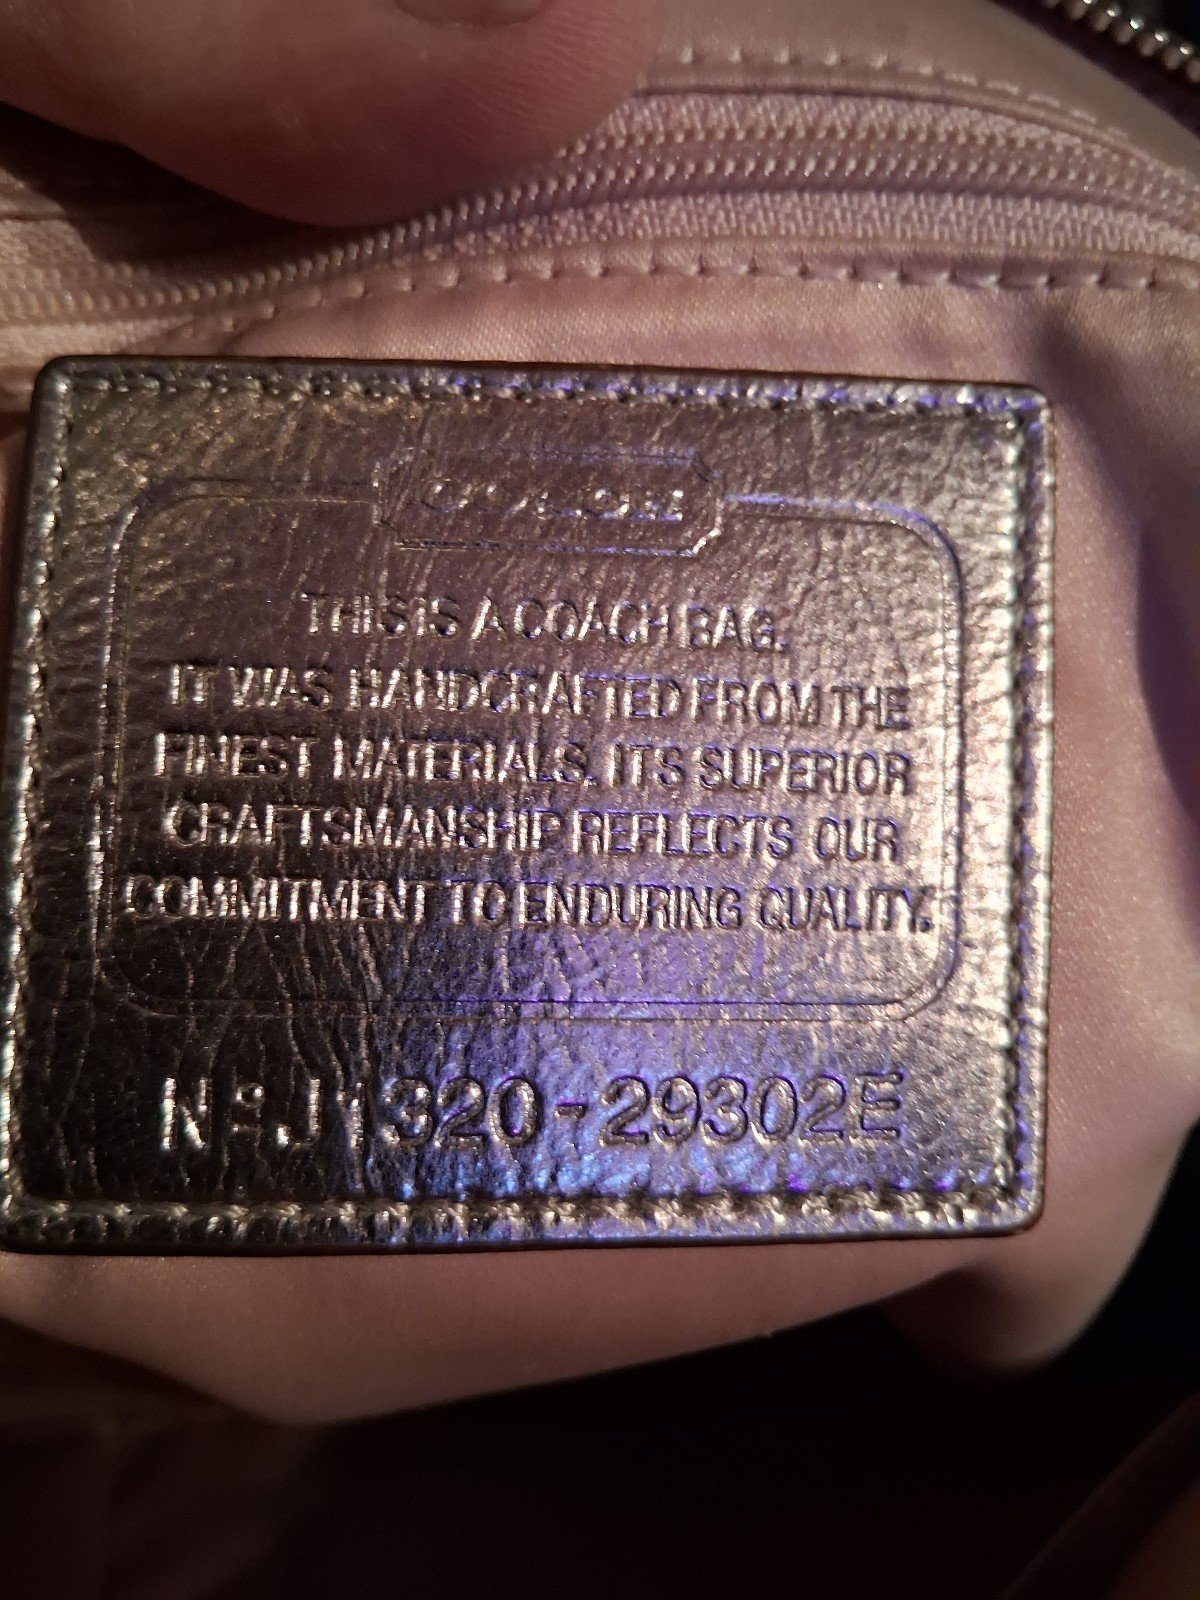 COACH
THIS IS A COACH BAG.
IT WAS HANDCRAFTED FROM THE
FINEST MATERIALS. ITS SUPERIOR
CRAFTSMANSHIP REFLECTS OUR
COMMITMENT TO ENDURING QUALITY.
Nº J1320-29302E